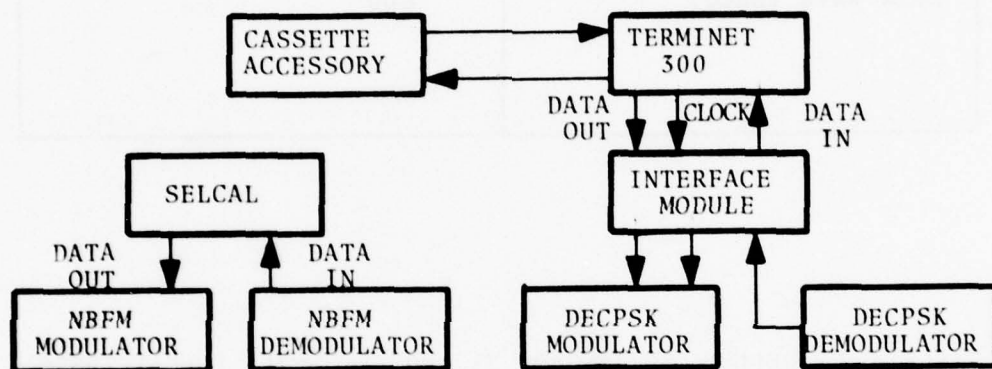 CASSETTE
ACCESSORY
TERMINET
300
DATA
OUT
CLOCK
DATA
IN
INTERFACE
MODULE
SELCAL
DATA
OUT
DATA
IN
NBFM
MODULATOR
NBFM
DEMODULATOR
DECPSK
MODULATOR
DECPSK
DEMODULATOR